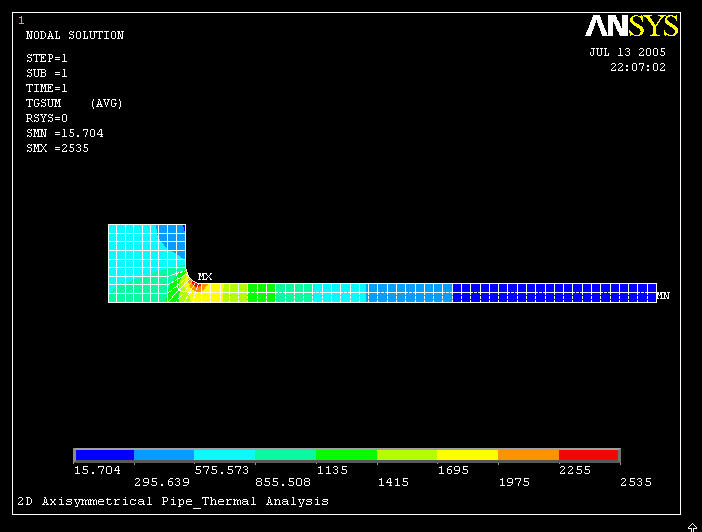 1
NODAL SOLUTION
STEP=1
SUB =1
TIME=1
TGSUM (AVG)
RSYS=0
SMN =15.704
SMX =2535
ANSYS
JUL 13 2005
22:07:02
MX
MN
15.704
295.639
575.573
855.508
1135
1415
1695
1975
2255
2535
2D Axisymmetrical Pipe_Thermal Analysis